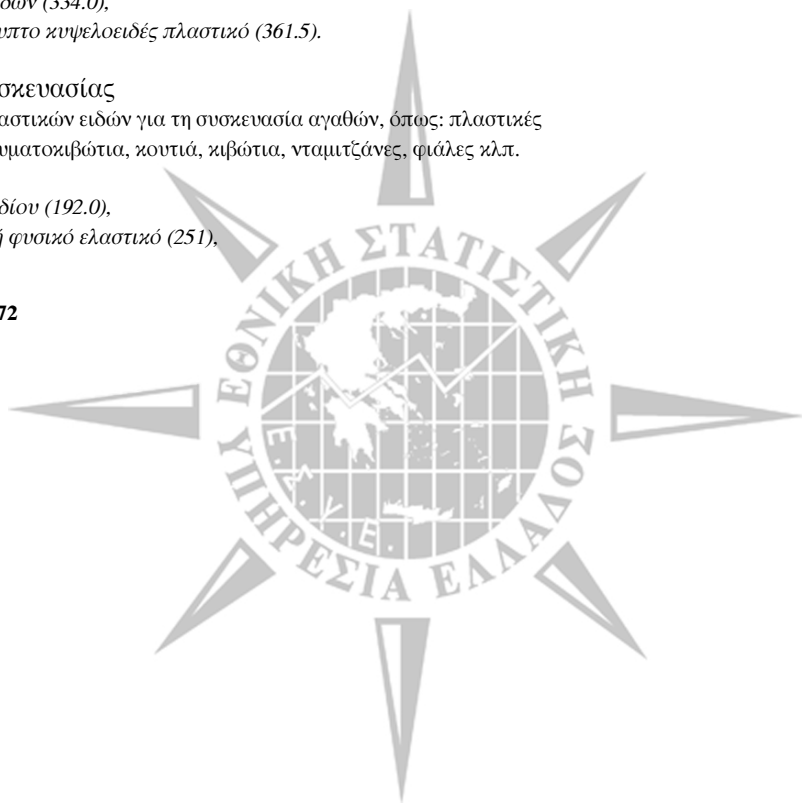 δών (334.0),
υπτο κυψελοειδές πλαστικό (361.5).
σκευασίας
αστικών ειδών για τη συσκευασία αγαθών, όπως: πλαστικές
υματοκιβώτια, κουτιά, κιβώτια, νταμιτζάνες, φιάλες κλπ.
δίου (192.0),
ή φυσικό ελαστικό (251),
72
ΕΘΝΙΚΗ ΣΤΑΤΙΣΤΙΚΗ
ΥΠΗΡΕΣΙΑ ΕΛΛΑΔΟΣ
Ε.Σ.Υ.Ε.